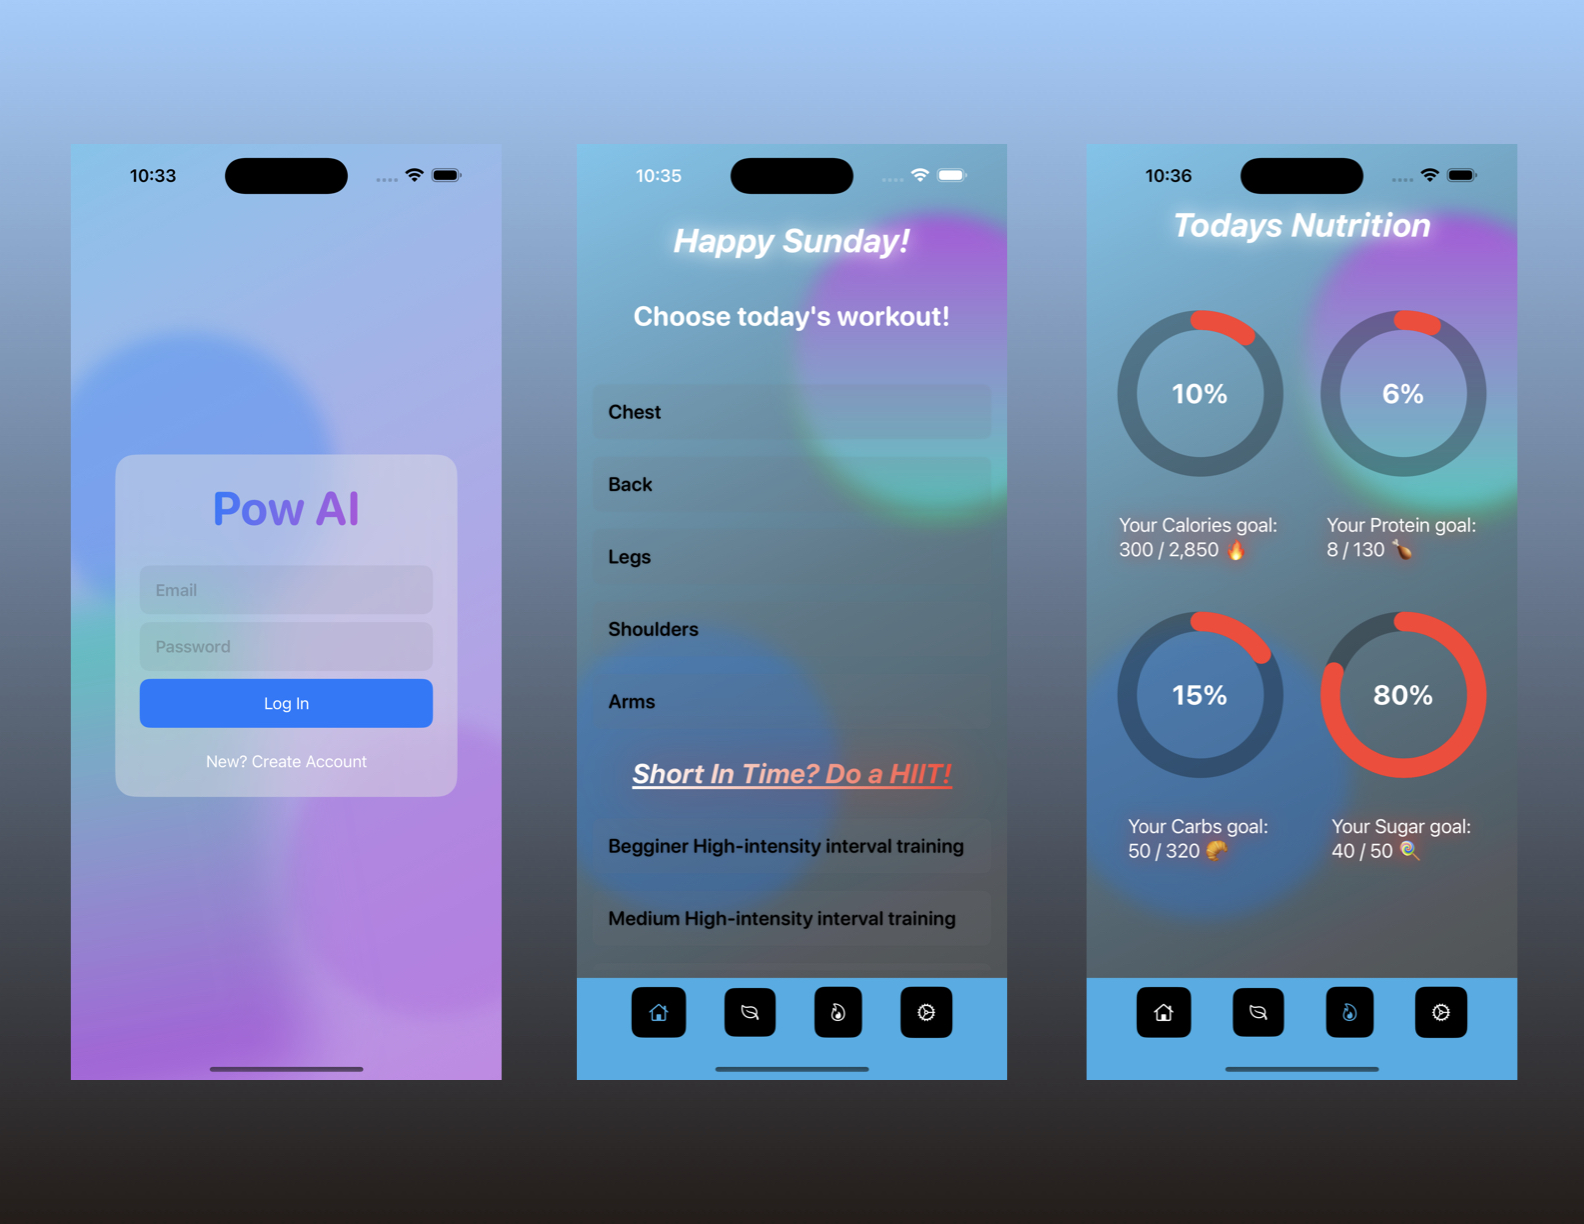 10:33
Pow AI
Email
Password
Log In
New? Create Account
10:35
Happy Sunday!
Choose today's workout!
Chest
Back
Legs
Shoulders
Arms
Short In Time? Do a HIIT!
Begginer High-intensity interval training
Medium High-intensity interval training
10:36
Todays Nutrition
10%
6%
Your Calories goal:
300 / 2,850 🔥
Your Protein goal:
8 / 130 🍗
15%
80%
Your Carbs goal:
50 / 320 🥐
Your Sugar goal:
40 / 50 🍭